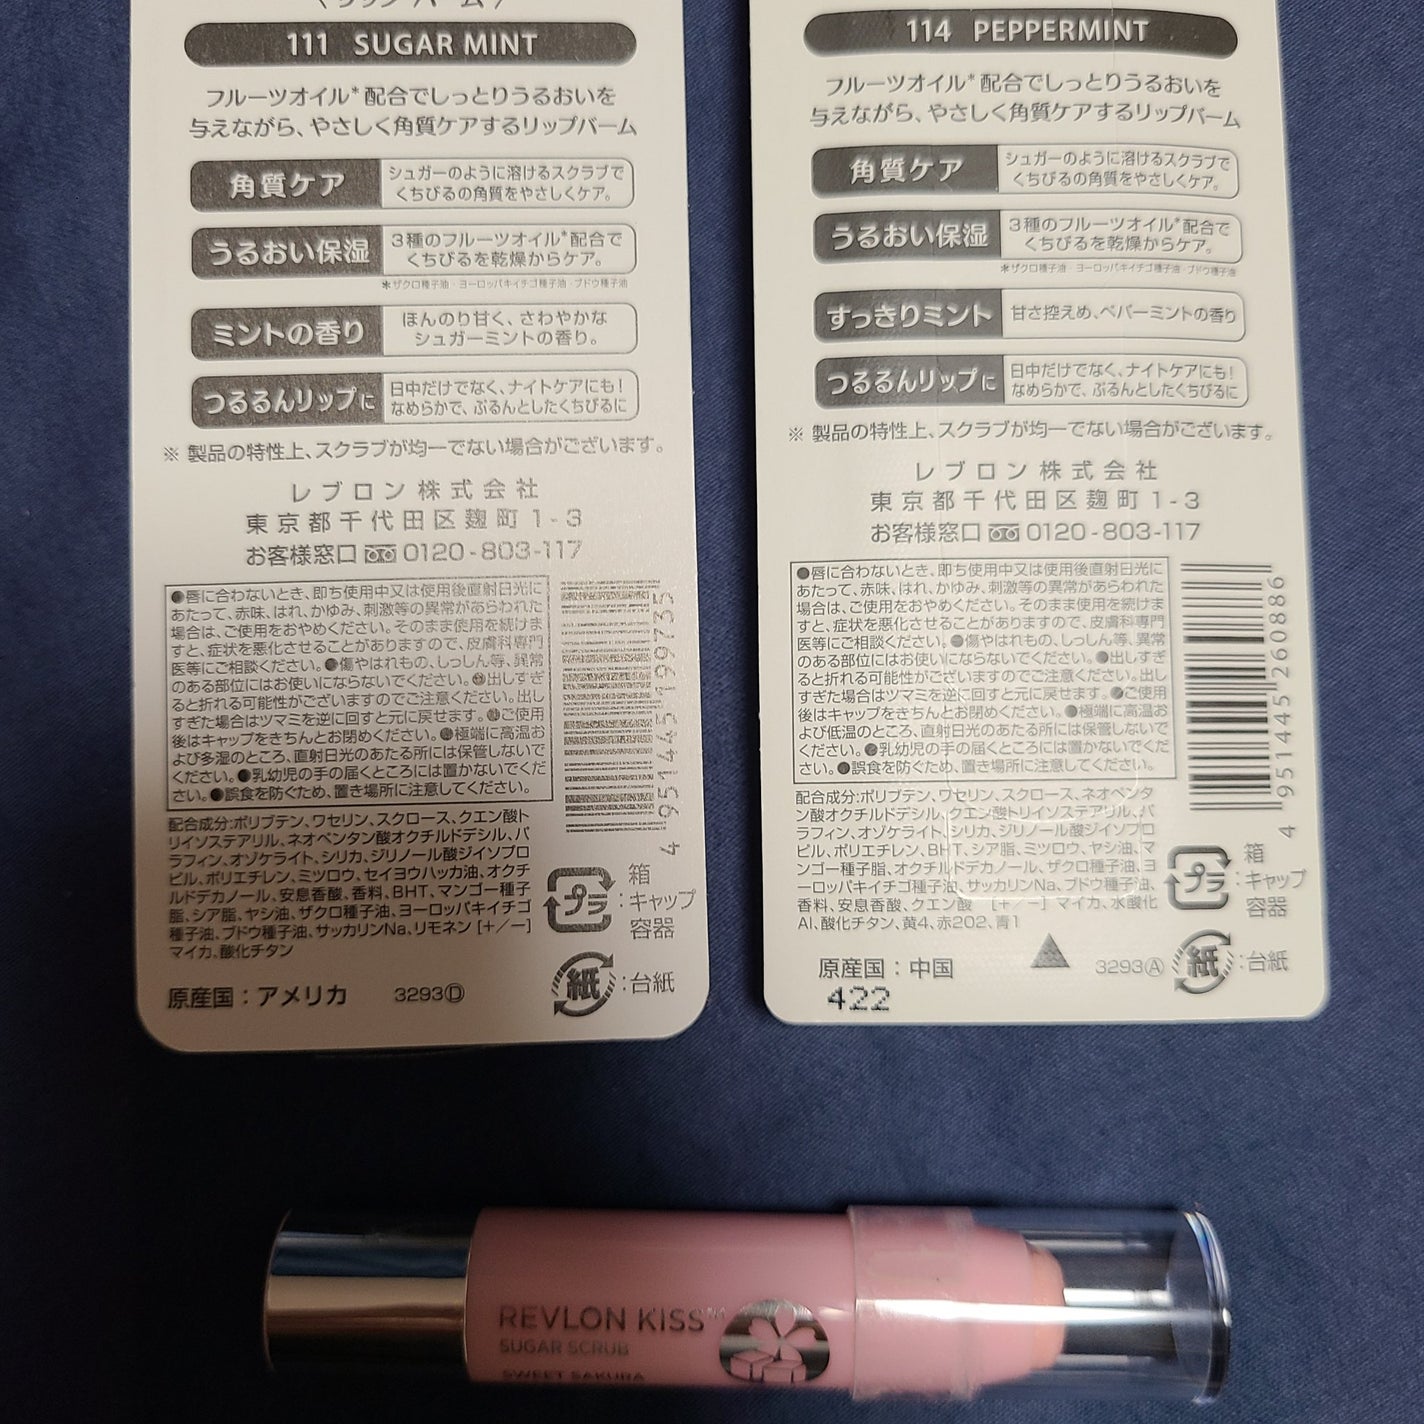 〈リップバーム〉
111 SUGAR MINT
フルーツオイル*配合でしっとりうるおいを
与えながら、やさしく角質ケアするリップバーム
角質ケア
シュガーのように溶けるスクラブで
くちびるの角質をやさしくケア。
うるおい保湿
3種のフルーツオイル*配合で
くちびるを乾燥からケア。
*ザクロ種子油・ヨーロッパキイチゴ種子油・ブドウ種子油
ミントの香り
ほんのり甘く、さわやかな
シュガーミントの香り。
つるるんリップに
日中だけでなく、ナイトケアにも!
なめらかで、ぷるんとしたくちびるに
※ 製品の特性上、スクラブが均一でない場合がございます。
レブロン株式会社
東京都千代田区麹町1-3
お客様窓口 0120-803-117
●唇に合わないとき、即ち使用中又は使用後直射日光に
あたって、赤味、はれ、かゆみ、刺激等の異常があらわれた
場合は、ご使用をおやめください。そのまま使用を続けま
すと、症状を悪化させることがありますので、皮膚科専門
医等にご相談ください。●傷やはれもの、しっしん等、異常
のある部位にはお使いにならないでください。●出しすぎ
ると折れる可能性がございますのでご注意ください。出し
すぎた場合はツマミを逆に回すと元に戻せます。●ご使用
後はキャップをきちんとお閉めください。●極端に高温お
よび多湿のところ、直射日光のあたる所には保管しないで
ください。●乳幼児の手の届くところには置かないでくだ
さい。●誤食を防ぐため、置き場所に注意してください。
4 951445 199735
配合成分:ポリブテン、ワセリン、スクロース、クエン酸ト
リイソステアリル、ネオペンタン酸オクチルドデシル、パ
ラフィン、オゾケライト、シリカ、ジリノール酸ジイソプロ
ピル、ポリエチレン、ミツロウ、セイヨウハッカ油、オクチ
ルドデカノール、安息香酸、香料、BHT、マンゴー種子
脂、シア脂、ヤシ油、ザクロ種子油、ヨーロッパキイチゴ
種子油、ブドウ種子油、サッカリンNa、リモネン [+/−]
マイカ、酸化チタン
プラ
箱
:キャップ
容器
紙
:台紙
原産国:アメリカ 3293Ⓓ
114 PEPPERMINT
フルーツオイル*配合でしっとりうるおいを
与えながら、やさしく角質ケアするリップバーム
角質ケア
シュガーのように溶けるスクラブで
くちびるの角質をやさしくケア。
うるおい保湿
3種のフルーツオイル*配合で
くちびるを乾燥からケア。
*ザクロ種子油・ヨーロッパキイチゴ種子油・ブドウ種子油
すっきりミント
甘さ控えめ、ペパーミントの香り
つるるんリップに
日中だけでなく、ナイトケアにも!
なめらかで、ぷるんとしたくちびるに
※ 製品の特性上、スクラブが均一でない場合がございます。
レブロン株式会社
東京都千代田区麹町1-3
お客様窓口 0120-803-117
●唇に合わないとき、即ち使用中又は使用後直射日光に
あたって、赤味、はれ、かゆみ、刺激等の異常があらわれた
場合は、ご使用をおやめください。そのまま使用を続けま
すと、症状を悪化させることがありますので、皮膚科専門
医等にご相談ください。●傷やはれもの、しっしん等、異常
のある部位にはお使いにならないでください。●出しすぎ
ると折れる可能性がございますのでご注意ください。出し
すぎた場合はツマミを逆に回すと元に戻せます。●ご使用
後はキャップをきちんとお閉めください。●極端に高温お
よび低温のところ、直射日光のあたる所には保管しないで
ください。●乳幼児の手の届くところには置かないでくだ
さい。●誤食を防ぐため、置き場所に注意してください。
4 951445 260886
配合成分:ポリブテン、ワセリン、スクロース、ネオペンタ
ン酸オクチルドデシル、クエン酸トリイソステアリル、パ
ラフィン、オゾケライト、シリカ、ジリノール酸ジイソプロ
ピル、ポリエチレン、BHT、シア脂、ミツロウ、ヤシ油、マ
ンゴー種子脂、オクチルドデカノール、ザクロ種子油、ヨ
ーロッパキイチゴ種子油、サッカリンNa、ブドウ種子油、
香料、安息香酸、クエン酸 [+/−] マイカ、水酸化
Al、酸化チタン、黄4、赤202、青1
プラ
箱
:キャップ
容器
紙
:台紙
原産国:中国 3293Ⓐ
422
REVLON KISS™
SUGAR SCRUB
SWEET SAKURA